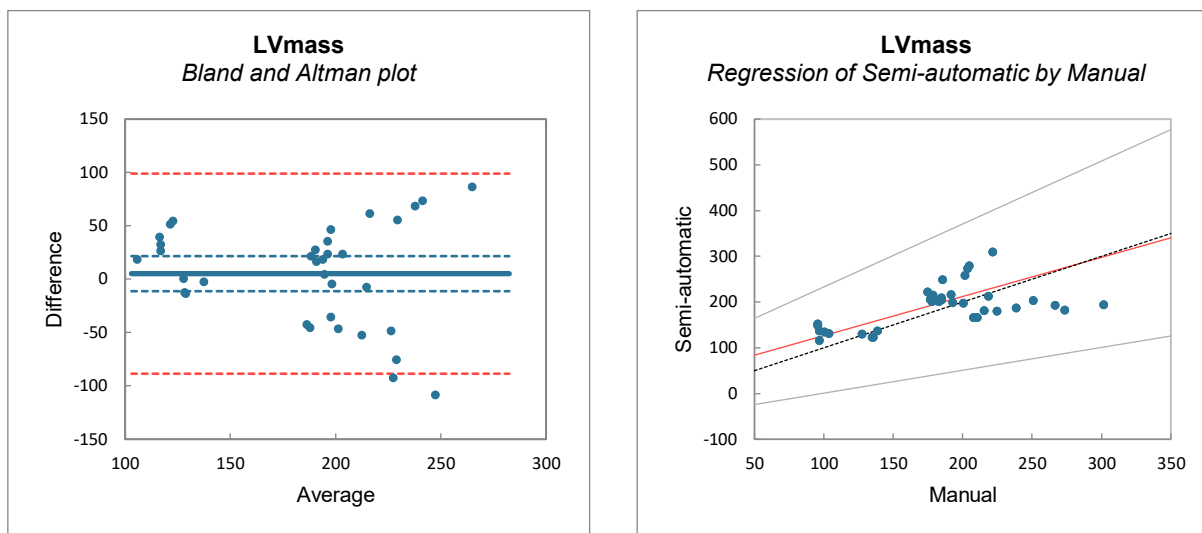 LVmass
Bland and Altman plot
150
100
50
0
-50
-100
-150
100 150 200 250 300
Difference
Average
LVmass
Regression of Semi-automatic by Manual
600
500
400
300
200
100
0
-100
50 100 150 200 250 300 350
Semi-automatic
Manual